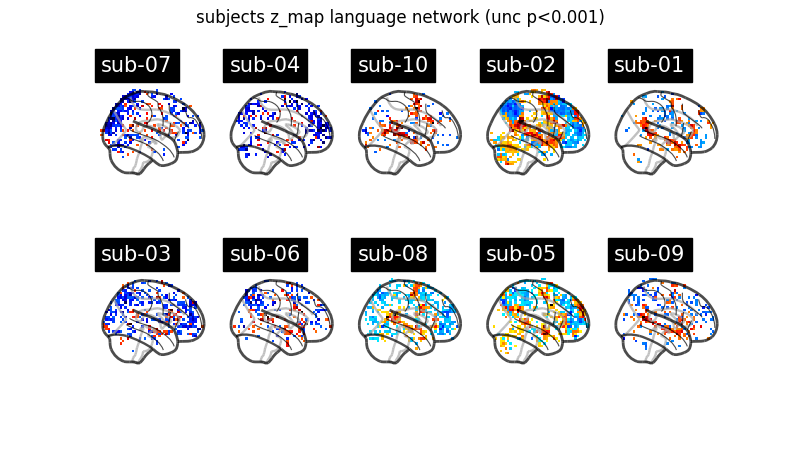 subjects z_map language network (unc p<0.001)
sub-07 sub-04 sub-10 sub-02 sub-01
sub-03 sub-06 sub-08 sub-05 sub-09